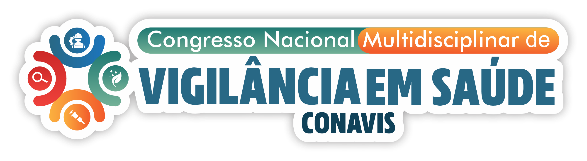 Congresso Nacional Multidisciplinar de
VIGILÂNCIA EM SAÚDE
CONAVIS